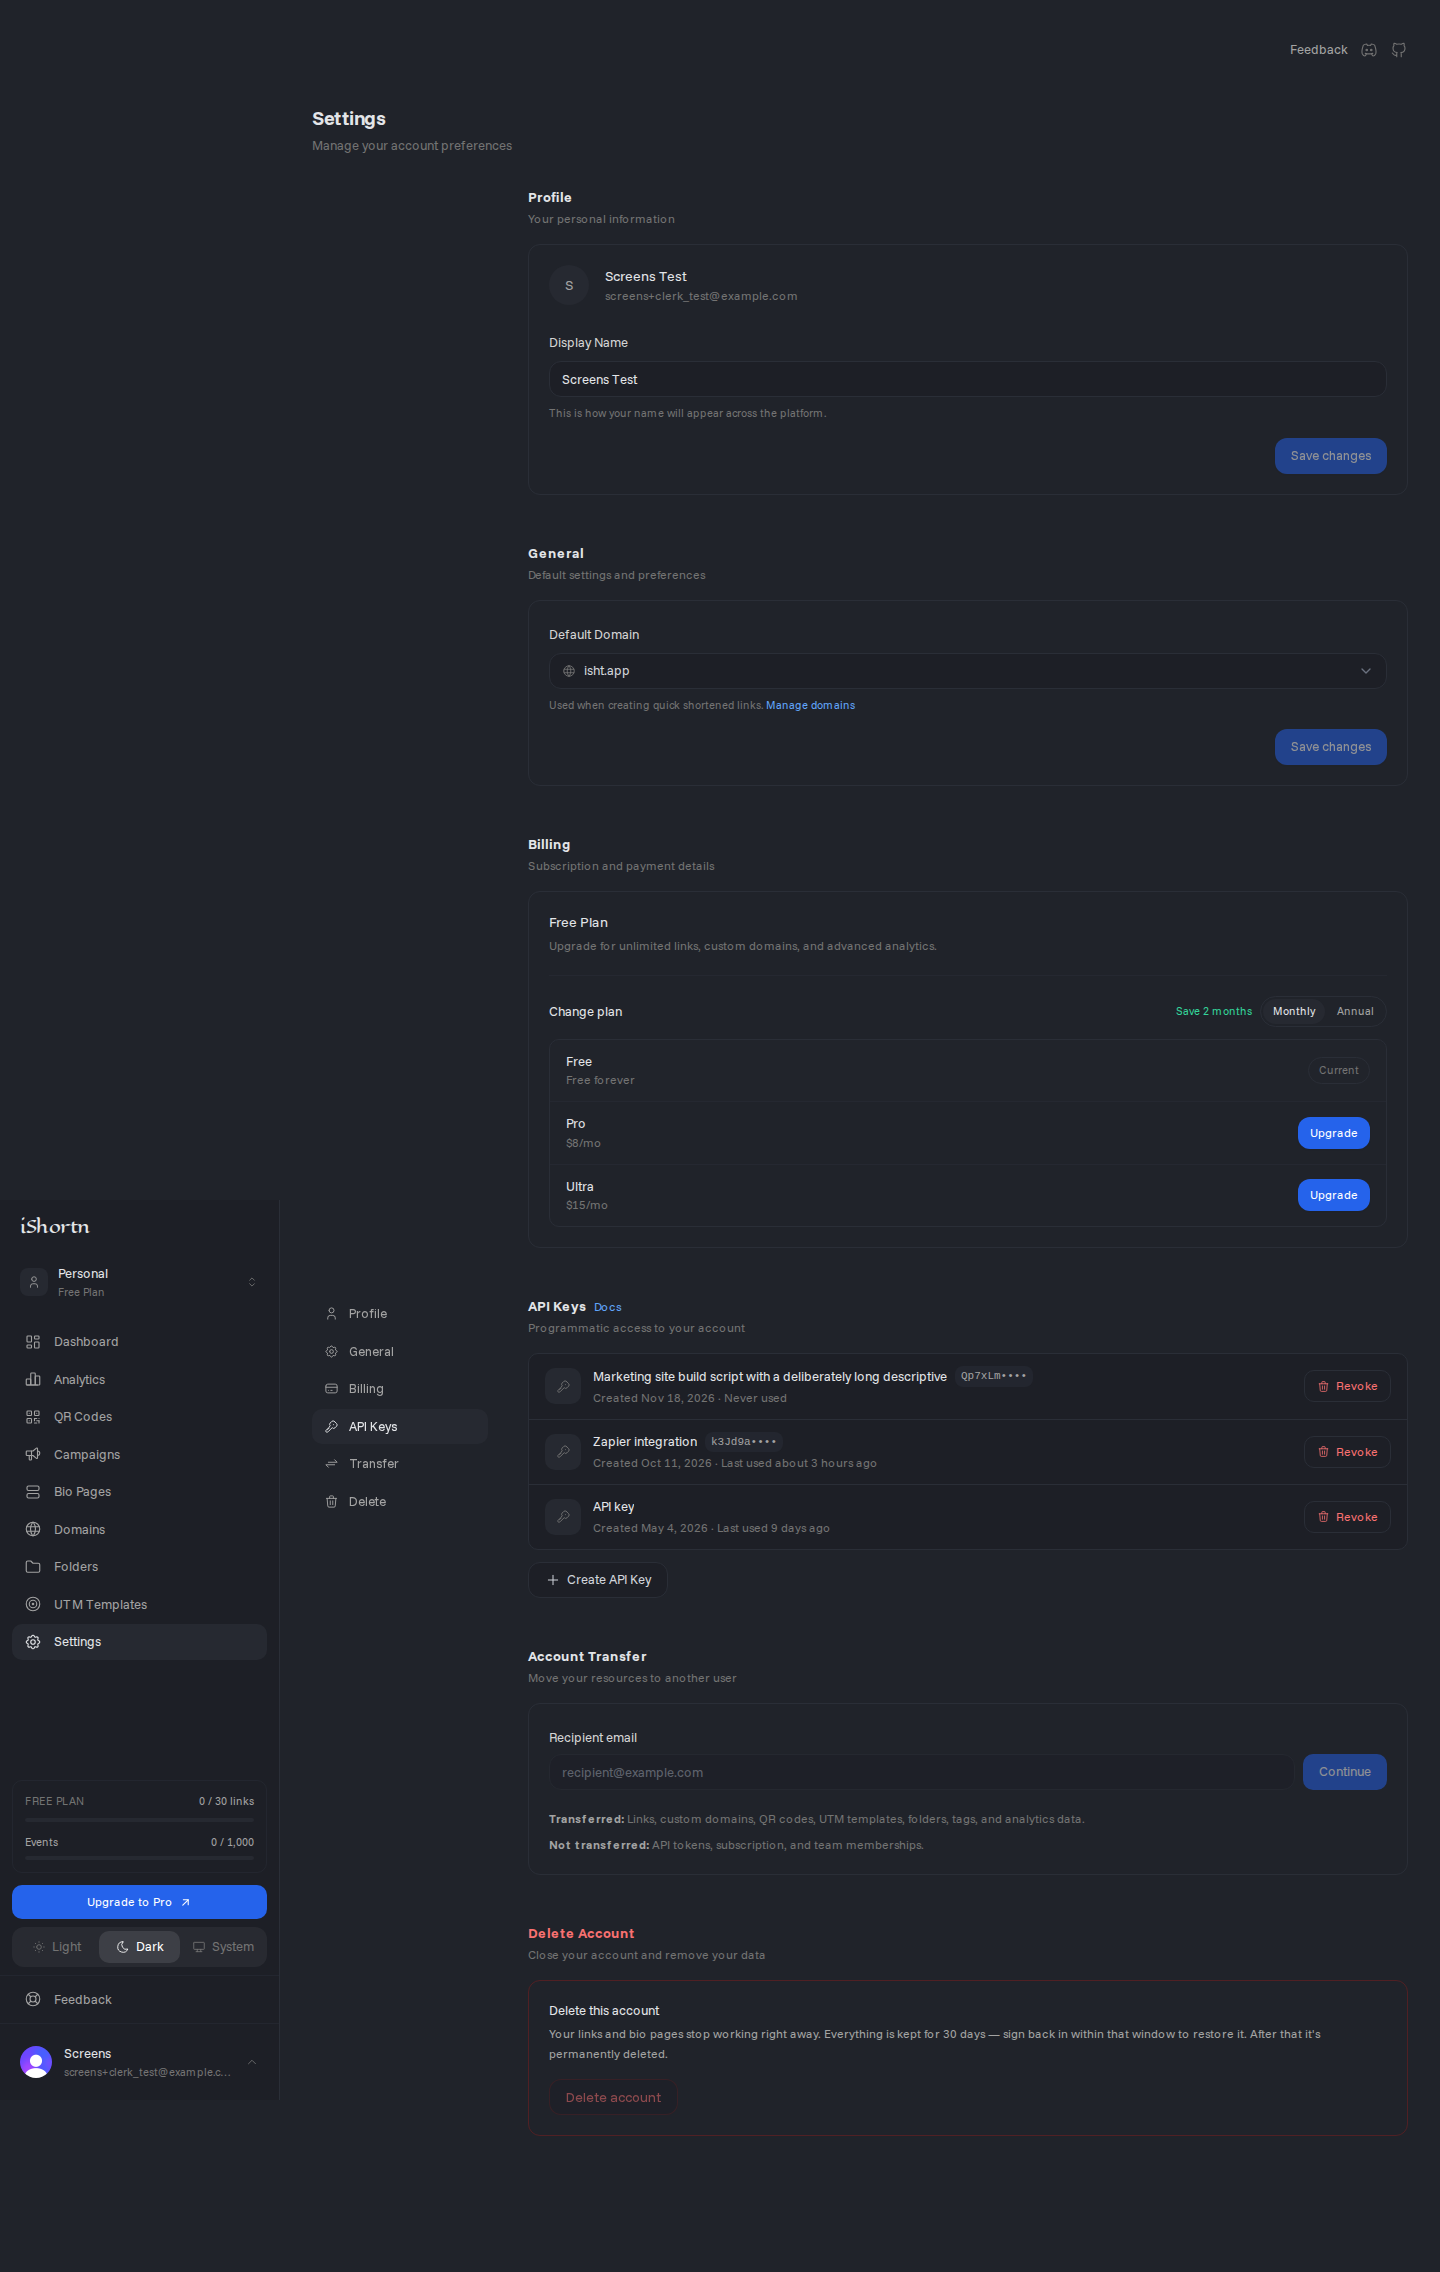 Feedback
Settings
Manage your account preferences
Profile
Your personal information
S
Screens Test
screens+clerk_test@example.com
Display Name
Screens Test
This is how your name will appear across the platform.
Save changes
General
Default settings and preferences
Default Domain
isht.app
Used when creating quick shortened links. Manage domains
Save changes
Billing
Subscription and payment details
Free Plan
Upgrade for unlimited links, custom domains, and advanced analytics.
Change plan
Save 2 months
Monthly
Annual
Free
Free forever
Current
Pro
$8/mo
Upgrade
Ultra
$15/mo
Upgrade
iShortn
Personal
Free Plan
Dashboard
Analytics
QR Codes
Campaigns
Bio Pages
Domains
Folders
UTM Templates
Settings
FREE PLAN
0 / 30 links
Events
0 / 1,000
Upgrade to Pro
Light
Dark
System
Feedback
Screens
screens+clerk_test@example.c...
Profile
General
Billing
API Keys
Transfer
Delete
API Keys Docs
Programmatic access to your account
Marketing site build script with a deliberately long descriptive Qp7xLm••••
Created Nov 18, 2026 · Never used
Revoke
Zapier integration k3Jd9a••••
Created Oct 11, 2026 · Last used about 3 hours ago
Revoke
API key
Created May 4, 2026 · Last used 9 days ago
Revoke
Create API Key
Account Transfer
Move your resources to another user
Recipient email
recipient@example.com
Continue
Transferred: Links, custom domains, QR codes, UTM templates, folders, tags, and analytics data.
Not transferred: API tokens, subscription, and team memberships.
Delete Account
Close your account and remove your data
Delete this account
Your links and bio pages stop working right away. Everything is kept for 30 days — sign back in within that window to restore it. After that it's
permanently deleted.
Delete account